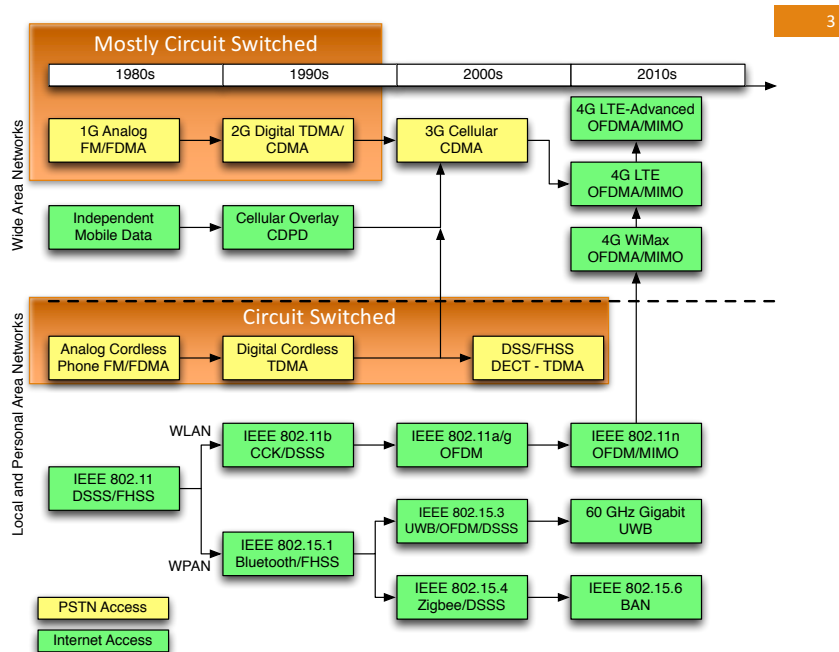 3
Mostly Circuit Switched
1980s
1990s
2000s
2010s
Wide Area Networks
1G Analog
FM/FDMA
2G Digital TDMA/
CDMA
3G Cellular
CDMA
4G LTE-Advanced
OFDMA/MIMO
4G LTE
OFDMA/MIMO
Independent
Mobile Data
Cellular Overlay
CDPD
4G WiMax
OFDMA/MIMO
Circuit Switched
Local and Personal Area Networks
Analog Cordless
Phone FM/FDMA
Digital Cordless
TDMA
DSS/FHSS
DECT - TDMA
WLAN
IEEE 802.11b
CCK/DSSS
IEEE 802.11a/g
OFDM
IEEE 802.11n
OFDM/MIMO
IEEE 802.11
DSSS/FHSS
WPAN
IEEE 802.15.1
Bluetooth/FHSS
IEEE 802.15.3
UWB/OFDM/DSSS
60 GHz Gigabit
UWB
IEEE 802.15.4
Zigbee/DSSS
IEEE 802.15.6
BAN
PSTN Access
Internet Access